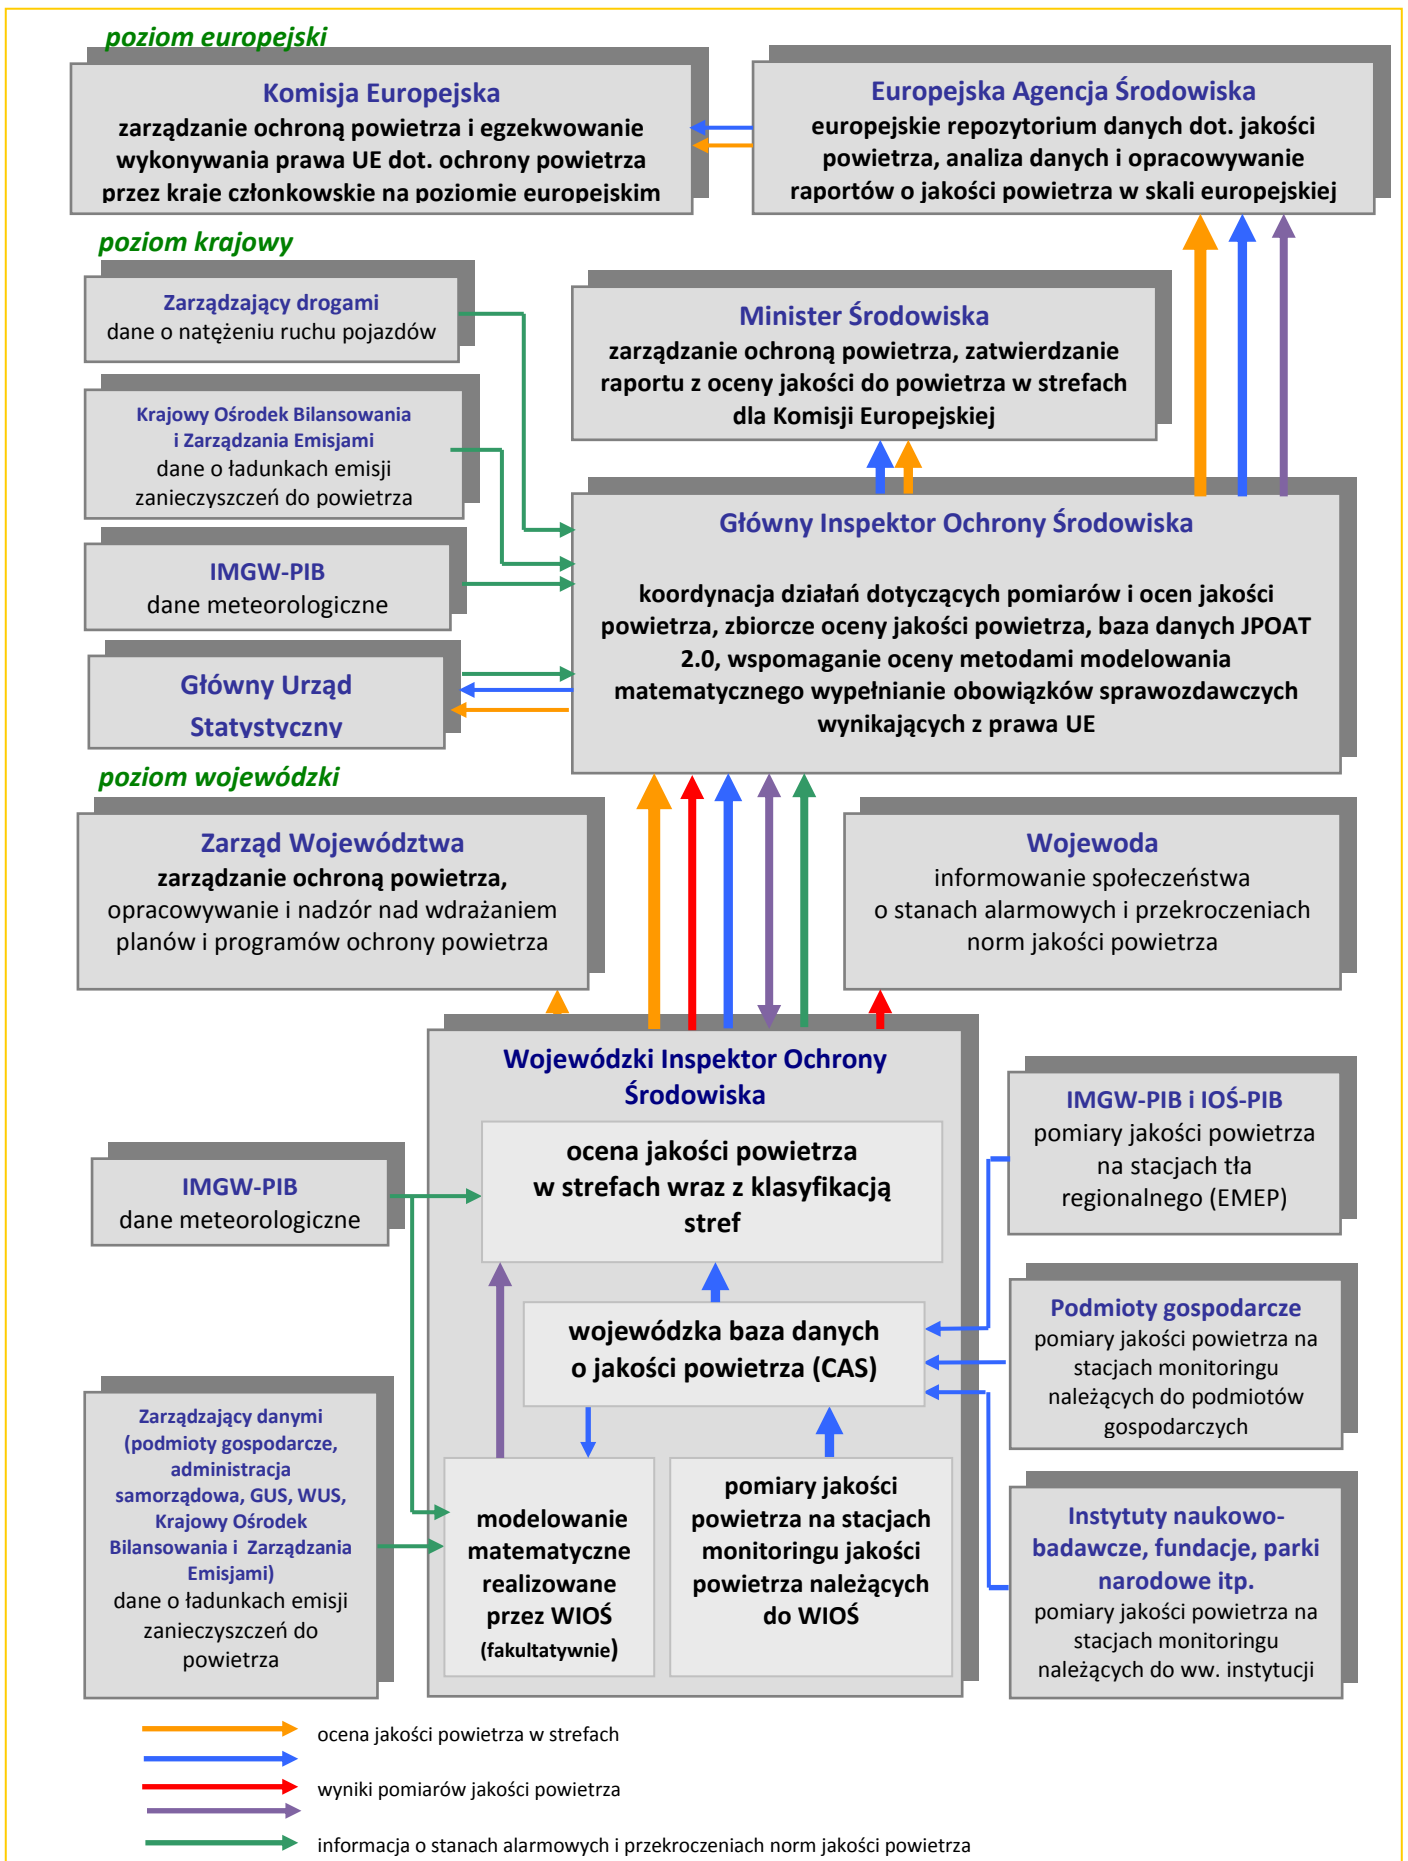 poziom europejski
Komisja Europejska
zarządzanie ochroną powietrza i egzekwowanie
wykonywania prawa UE dot. ochrony powietrza
przez kraje członkowskie na poziomie europejskim
Europejska Agencja Środowiska
europejskie repozytorium danych dot. jakości
powietrza, analiza danych i opracowywanie
raportów o jakości powietrza w skali europejskiej
poziom krajowy
Zarządzający drogami
dane o natężeniu ruchu pojazdów
Minister Środowiska
zarządzanie ochroną powietrza, zatwierdzanie
raportu z oceny jakości do powietrza w strefach
dla Komisji Europejskiej
Krajowy Ośrodek Bilansowania
i Zarządzania Emisjami
dane o ładunkach emisji
zanieczyszczeń do powietrza
IMGW-PIB
dane meteorologiczne
Główny Urząd
Statystyczny
Główny Inspektor Ochrony Środowiska
koordynacja działań dotyczących pomiarów i ocen jakości
powietrza, zbiorcze oceny jakości powietrza, baza danych JPOAT
2.0, wspomaganie oceny metodami modelowania
matematycznego wypełnianie obowiązków sprawozdawczych
wynikających z prawa UE
poziom wojewódzki
Zarząd Województwa
zarządzanie ochroną powietrza,
opracowywanie i nadzór nad wdrażaniem
planów i programów ochrony powietrza
Wojewoda
informowanie społeczeństwa
o stanach alarmowych i przekroczeniach
norm jakości powietrza
Wojewódzki Inspektor Ochrony
Środowiska
ocena jakości powietrza
w strefach wraz z klasyfikacją
stref
IMGW-PIB
dane meteorologiczne
IMGW-PIB i IOŚ-PIB
pomiary jakości powietrza
na stacjach tła
regionalnego (EMEP)
wojewódzka baza danych
o jakości powietrza (CAS)
Podmioty gospodarcze
pomiary jakości powietrza na
stacjach monitoringu
należących do podmiotów
gospodarczych
Zarządzający danymi
(podmioty gospodarcze,
administracja
samorządowa, GUS, WUS,
Krajowy Ośrodek
Bilansowania i Zarządzania
Emisjami)
dane o ładunkach emisji
zanieczyszczeń do
powietrza
modelowanie
matematyczne
realizowane
przez WIOŚ
(fakultatywnie)
pomiary jakości
powietrza na stacjach
monitoringu jakości
powietrza należących
do WIOŚ
Instytuty naukowo-
badawcze, fundacje, parki
narodowe itp.
pomiary jakości powietrza na
stacjach monitoringu
należących do ww. instytucji
ocena jakości powietrza w strefach
wyniki pomiarów jakości powietrza
informacja o stanach alarmowych i przekroczeniach norm jakości powietrza